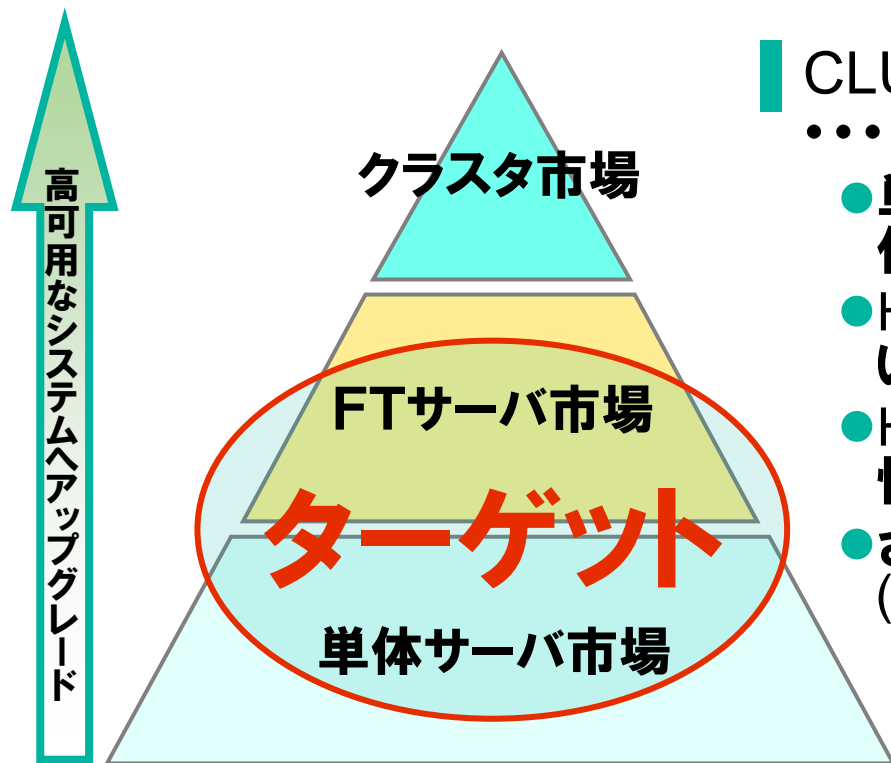 高可用なシステムへアップグレード
クラスタ市場
FTサーバ市場
ターゲット
単体サーバ市場
CLU